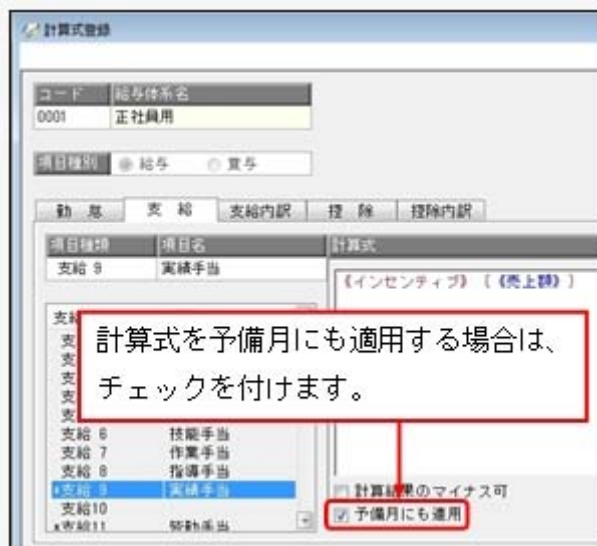 計算式登録
コード 給与体系名
0001 正社員用
項目種別 給与 賞与
勤 怠 支 給 支給内訳 控 除 控除内訳
項目種類 項目名 計算式
支給 9 実績手当
《インセンティブ》〔《売上額》〕
計算式を予備月にも適用する場合は、
チェックを付けます。
支給 6 技能手当
支給 7 作業手当
支給 8 指導手当
*支給 9 実績手当
計算結果のマイナス可
支給10
予備月にも適用
*支給11